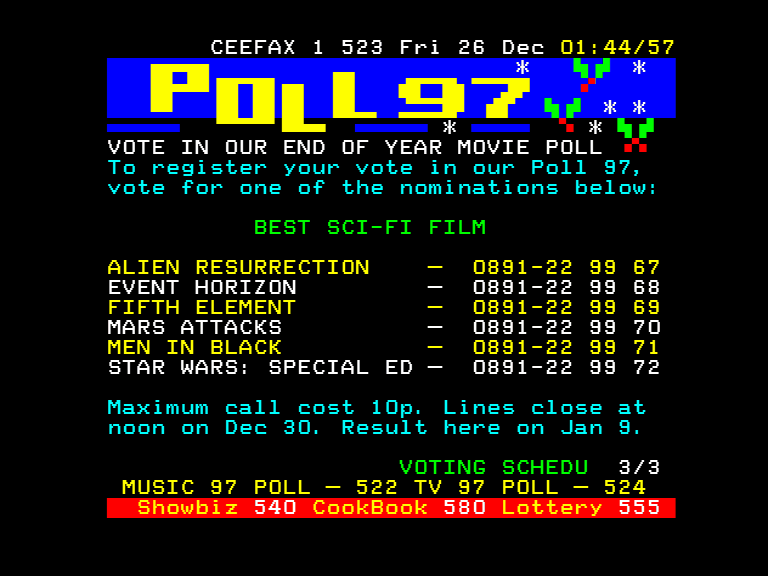 CEEFAX 1 523 Fri 26 Dec 01:44/57
POLL 97
VOTE IN OUR END OF YEAR MOVIE POLL
To register your vote in our Poll 97,
vote for one of the nominations below:
BEST SCI-FI FILM
ALIEN RESURRECTION – 0891-22 99 67
EVENT HORIZON – 0891-22 99 68
FIFTH ELEMENT – 0891-22 99 69
MARS ATTACKS – 0891-22 99 70
MEN IN BLACK – 0891-22 99 71
STAR WARS: SPECIAL ED – 0891-22 99 72
Maximum call cost 10p. Lines close at
noon on Dec 30. Result here on Jan 9.
VOTING SCHEDU 3/3
MUSIC 97 POLL – 522 TV 97 POLL – 524
Showbiz 540 CookBook 580 Lottery 555